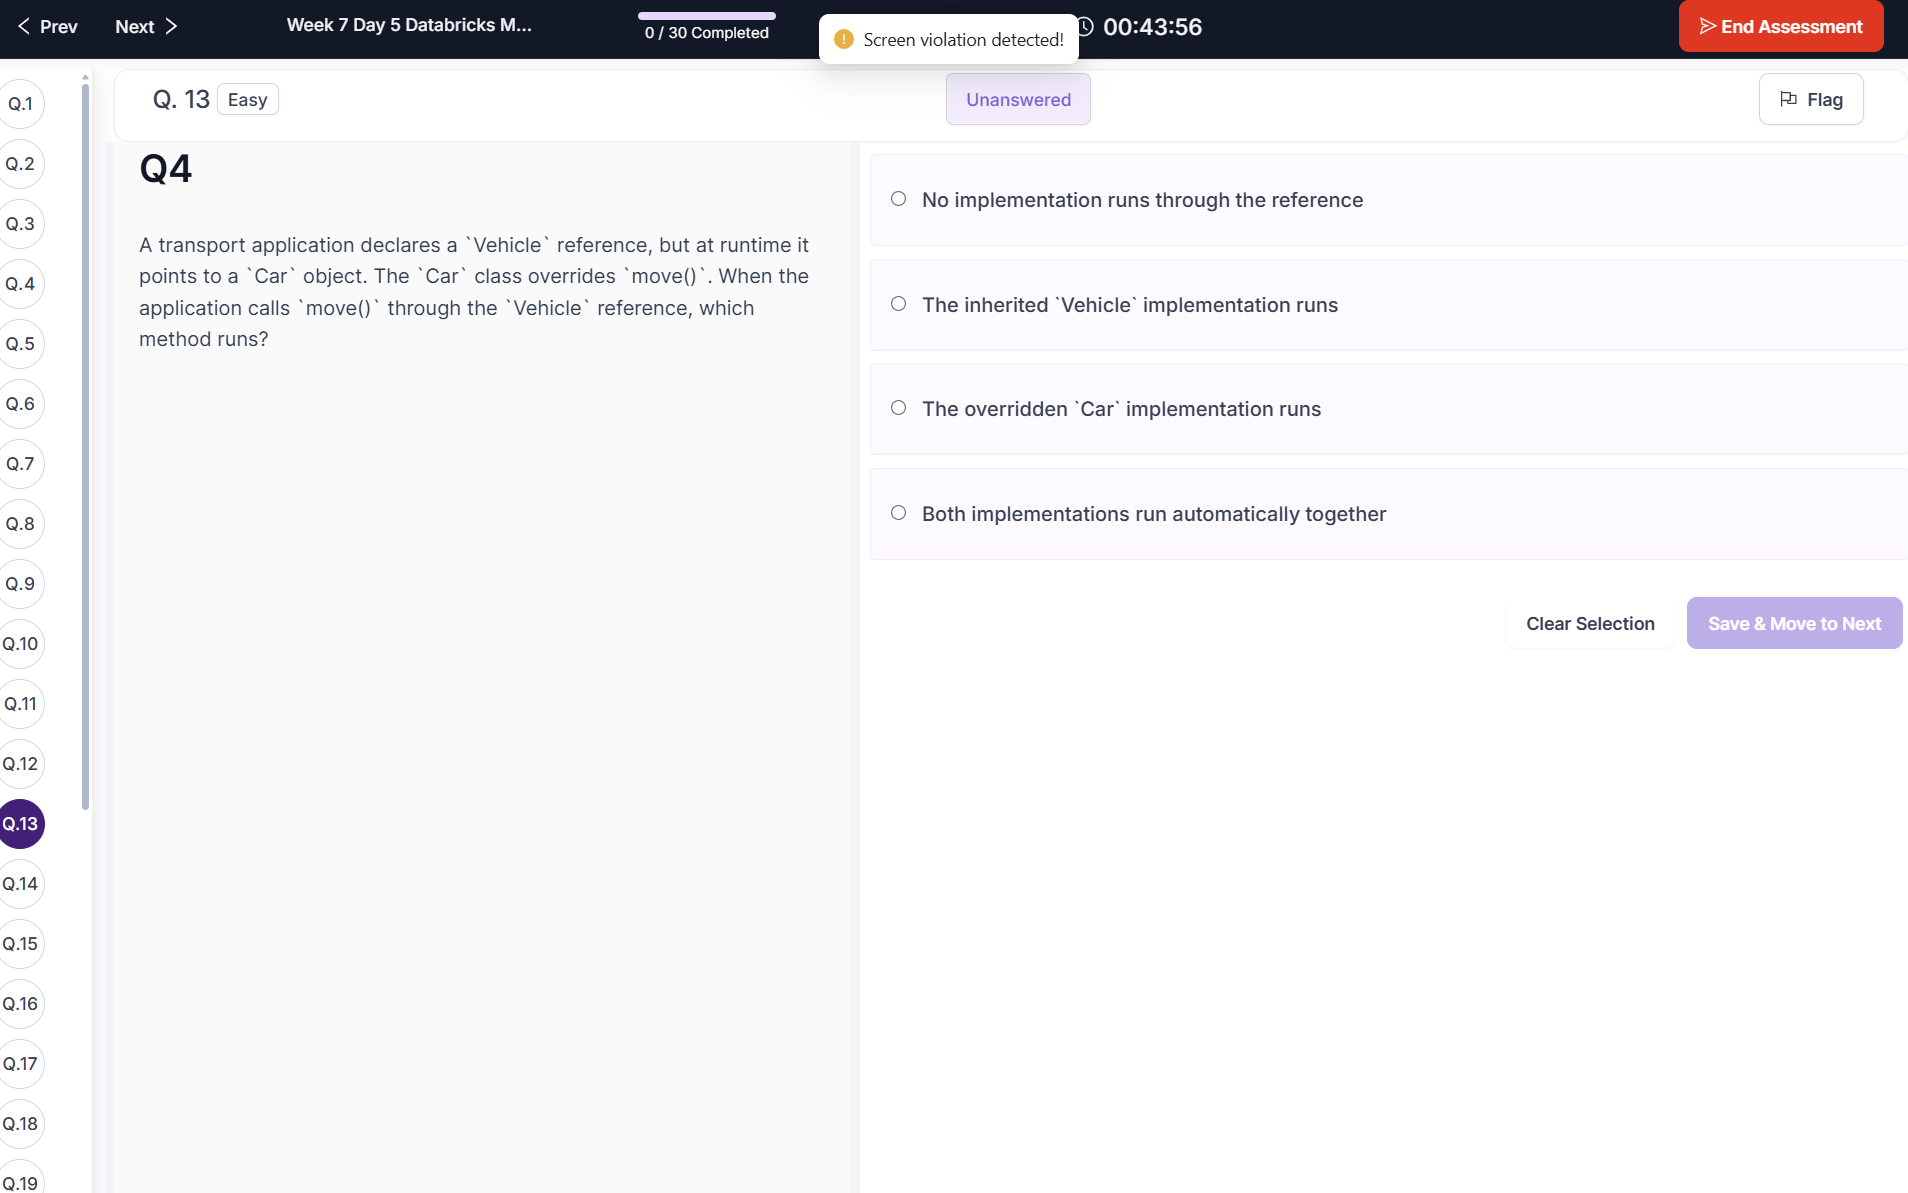 Prev
Next
Week 7 Day 5 Databricks M...
0 / 30 Completed
Screen violation detected!
00:43:56
End Assessment
Q.1
Q.2
Q.3
Q.4
Q.5
Q.6
Q.7
Q.8
Q.9
Q.10
Q.11
Q.12
Q.13
Q.14
Q.15
Q.16
Q.17
Q.18
Q.19
Q. 13
Easy
Unanswered
Flag
Q4
A transport application declares a `Vehicle` reference, but at runtime it
points to a `Car` object. The `Car` class overrides `move()`. When the
application calls `move()` through the `Vehicle` reference, which
method runs?
No implementation runs through the reference
The inherited `Vehicle` implementation runs
The overridden `Car` implementation runs
Both implementations run automatically together
Clear Selection
Save & Move to Next